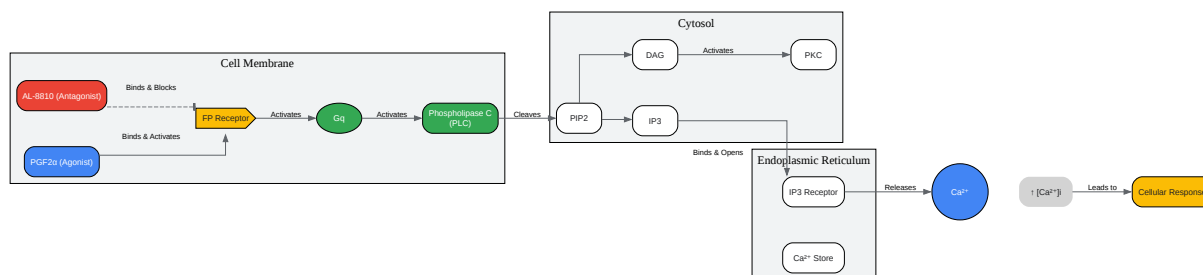 Cell Membrane
AL-8810 (Antagonist)
Binds & Blocks
FP Receptor
Binds & Activates
PGF2α (Agonist)
Activates
Gq
Activates
Phospholipase C
(PLC)
Cleaves
Cytosol
PIP2
DAG
Activates
PKC
IP3
Binds & Opens
Endoplasmic Reticulum
IP3 Receptor
Ca²⁺ Store
Releases
Ca²⁺
↑ [Ca²⁺]i
Leads to
Cellular Response